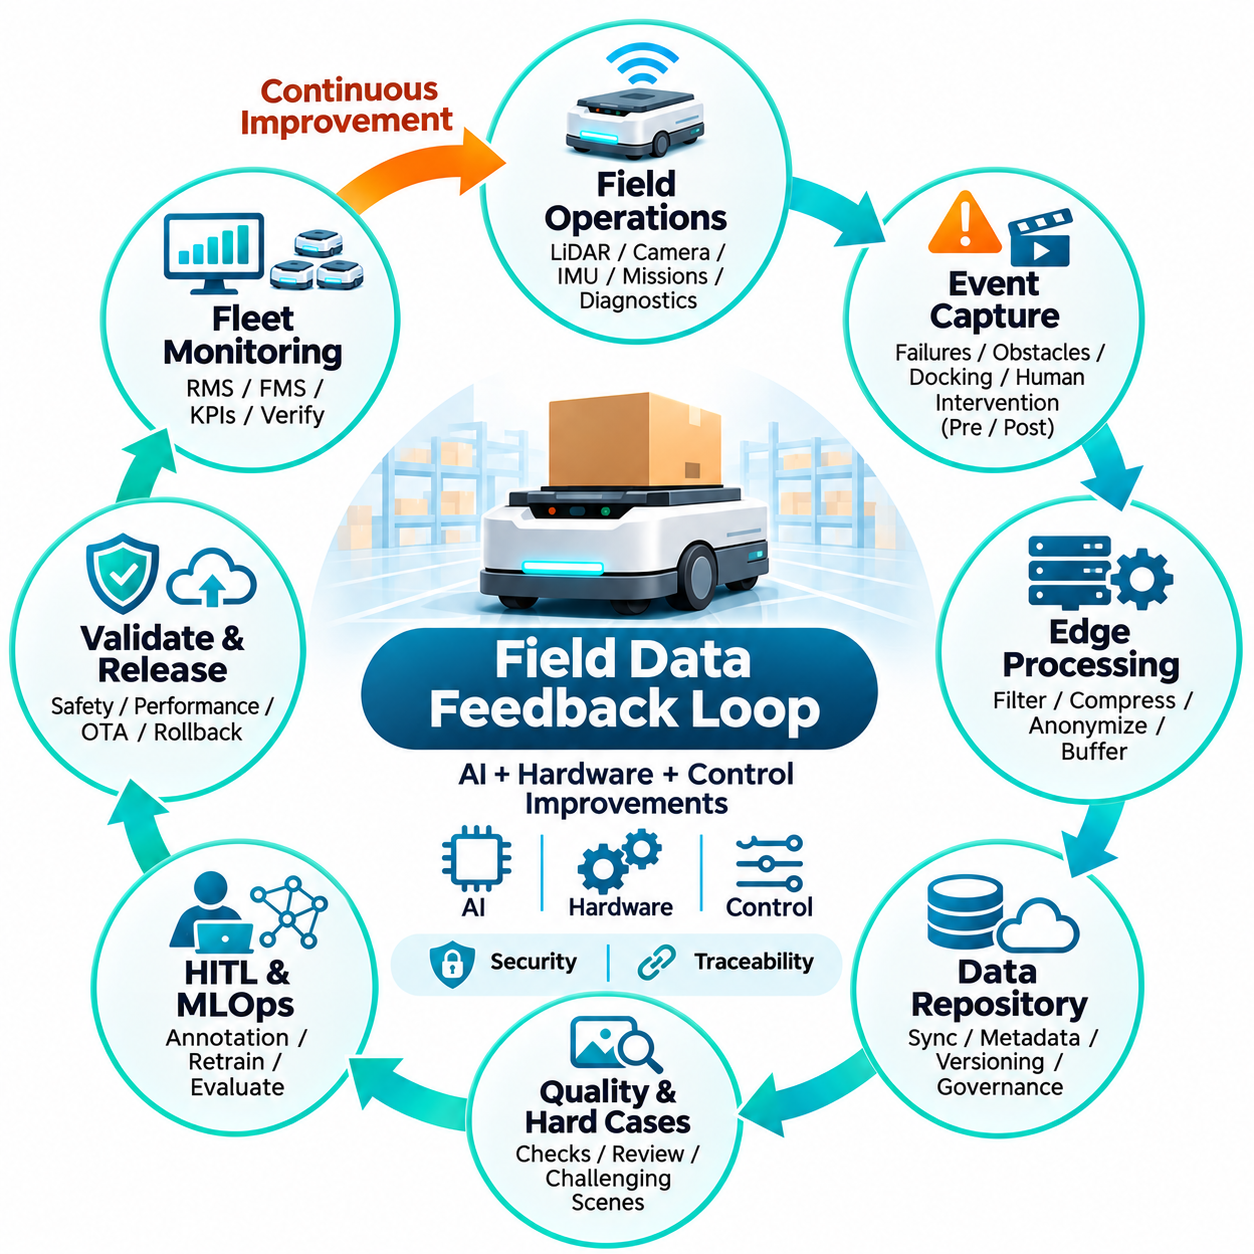 Continuous
Improvement
Field
Operations
LiDAR / Camera /
IMU / Missions /
Diagnostics
Event
Capture
Failures / Obstacles /
Docking / Human
Intervention
(Pre / Post)
Edge
Processing
Filter / Compress /
Anonymize /
Buffer
Data
Repository
Sync / Metadata /
Versioning /
Governance
Quality &
Hard Cases
Checks / Review /
Challenging
Scenes
HITL &
MLOps
Annotation /
Retrain /
Evaluate
Validate &
Release
Safety / Performance /
OTA / Rollback
Fleet
Monitoring
RMS / FMS /
KPIs / Verify
Field Data
Feedback Loop
AI + Hardware + Control
Improvements
AI
Hardware
Control
Security
Traceability